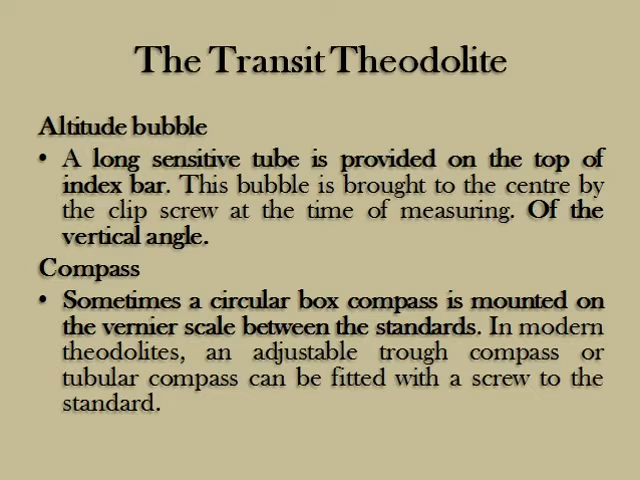 The Transit Theodolite
Altitude bubble
• A long sensitive tube is provided on the top of
index bar. This bubble is brought to the centre by
the clip screw at the time of measuring. Of the
vertical angle.
Compass
• Sometimes a circular box compass is mounted on
the vernier scale between the standards. In modern
theodolites, an adjustable trough compass or
tubular compass can be fitted with a screw to the
standard.